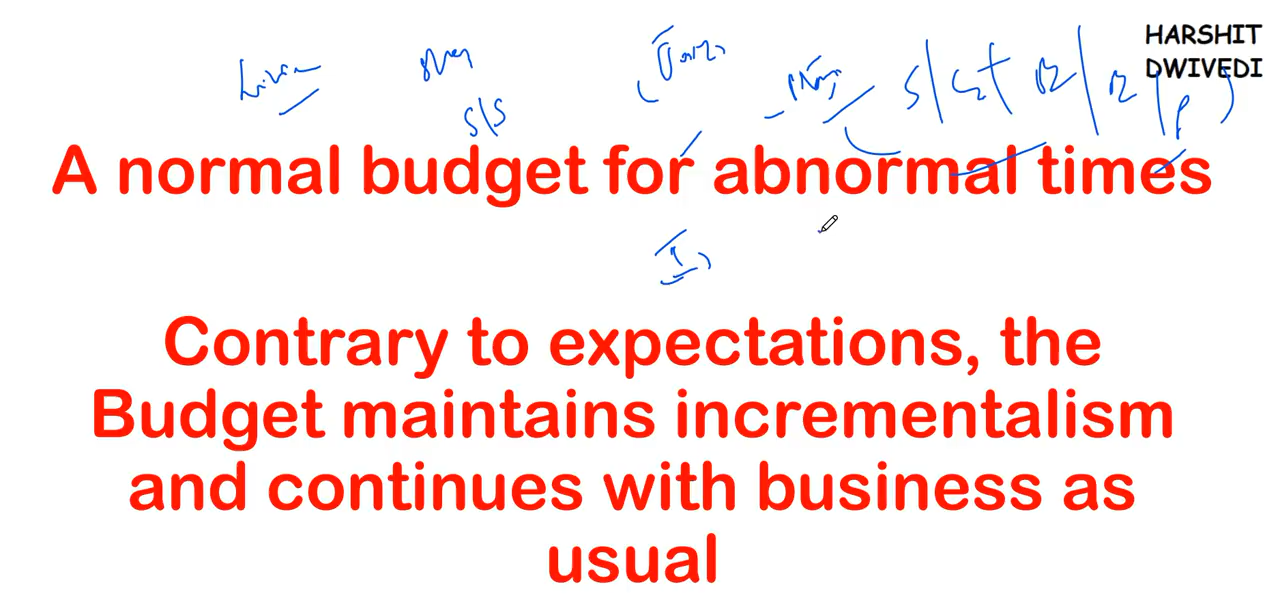 HARSHIT
DWIVEDI
S/S
A normal budget for abnormal times
Contrary to expectations, the
Budget maintains incrementalism
and continues with business as
usual